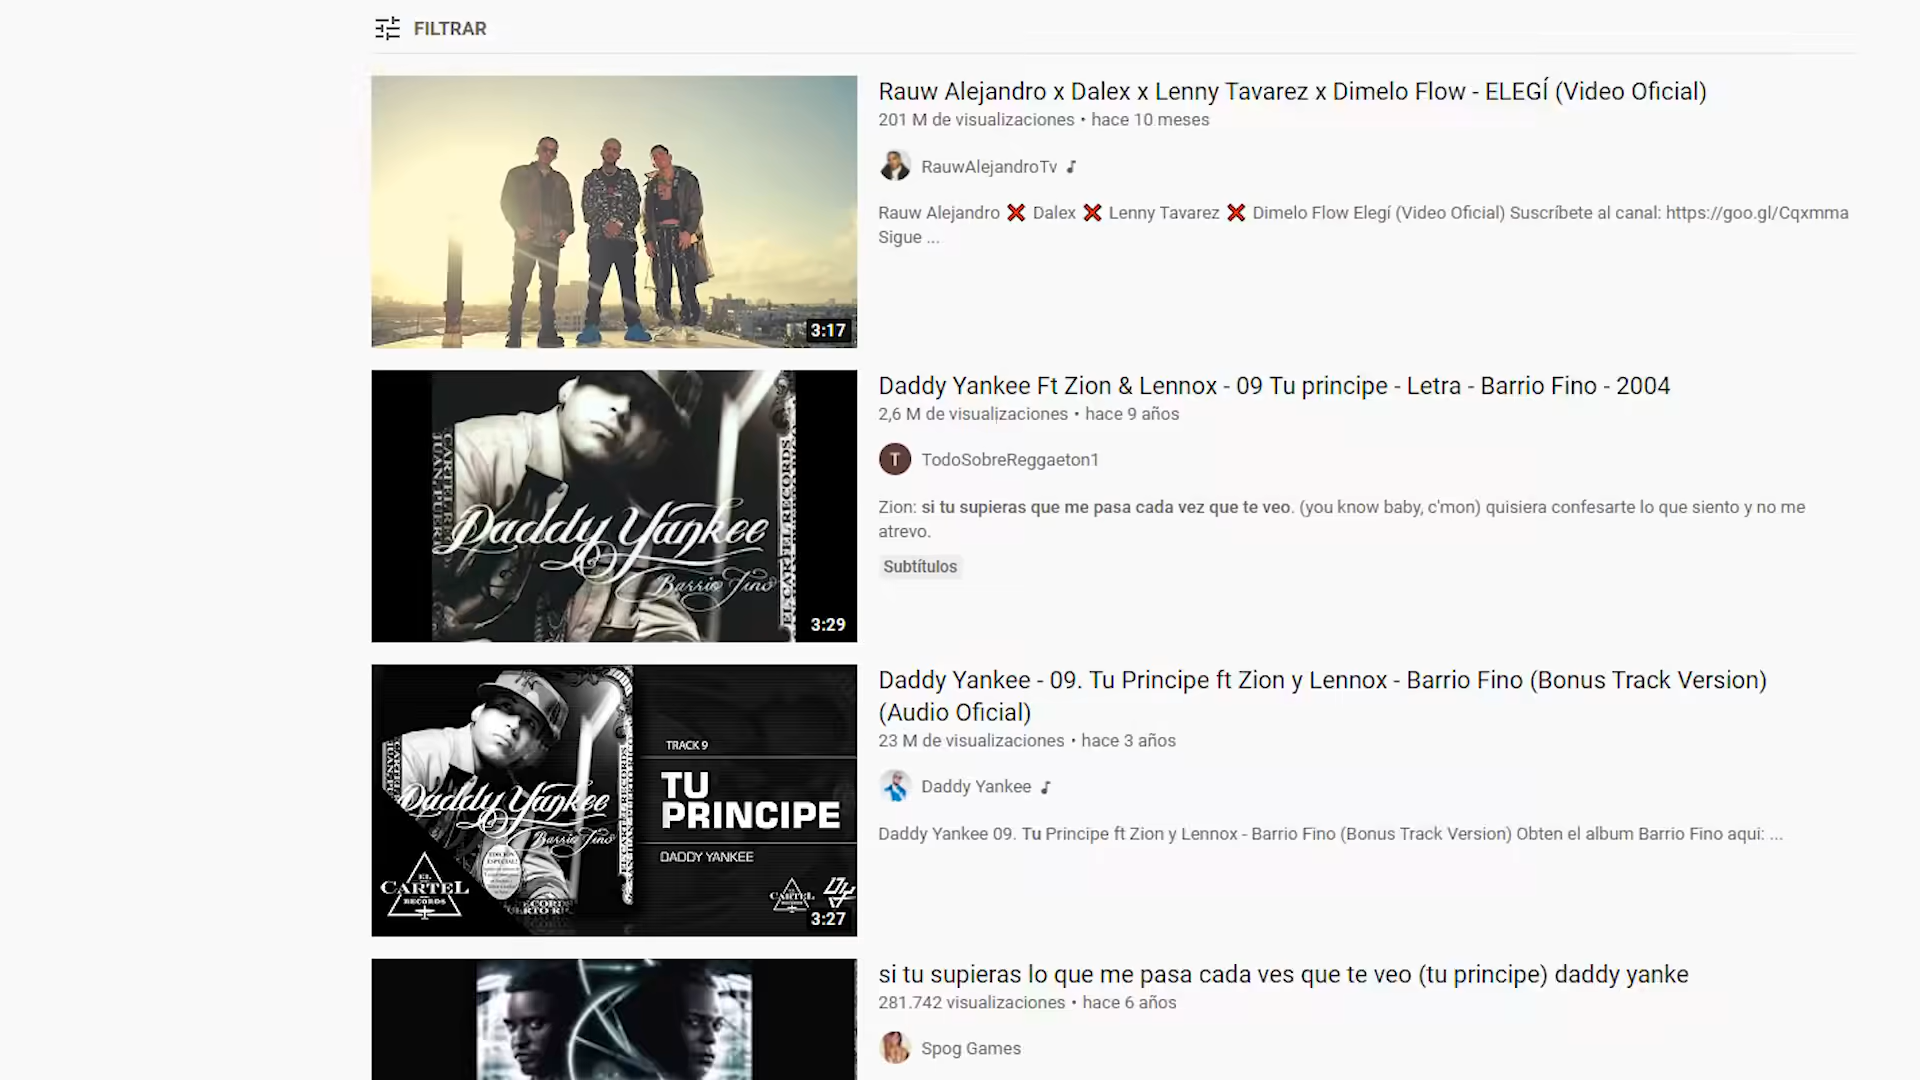 FILTRAR
3:17
Rauw Alejandro x Dalex x Lenny Tavarez x Dimelo Flow - ELEGÍ (Video Oficial)
201 M de visualizaciones • hace 10 meses
RauwAlejandroTv
Rauw Alejandro ❌ Dalex ❌ Lenny Tavarez ❌ Dimelo Flow Elegí (Video Oficial) Suscríbete al canal: https://goo.gl/Cqxmma
Sigue ...
Daddy Yankee
Barrio Fino
EL CARTEL RECORDS
3:29
Daddy Yankee Ft Zion & Lennox - 09 Tu principe - Letra - Barrio Fino - 2004
2,6 M de visualizaciones • hace 9 años
T
TodoSobreReggaeton1
Zion: si tu supieras que me pasa cada vez que te veo. (you know baby, c'mon) quisiera confesarte lo que siento y no me
atrevo.
Subtítulos
Daddy Yankee
Barrio Fino
EL
CARTEL
RECORDS
TRACK 9
TU
PRINCIPE
DADDY YANKEE
CARTEL
DY
3:27
Daddy Yankee - 09. Tu Principe ft Zion y Lennox - Barrio Fino (Bonus Track Version)
(Audio Oficial)
23 M de visualizaciones • hace 3 años
Daddy Yankee
Daddy Yankee 09. Tu Principe ft Zion y Lennox - Barrio Fino (Bonus Track Version) Obten el album Barrio Fino aqui: ...
si tu supieras lo que me pasa cada ves que te veo (tu principe) daddy yanke
281.742 visualizaciones • hace 6 años
Spog Games